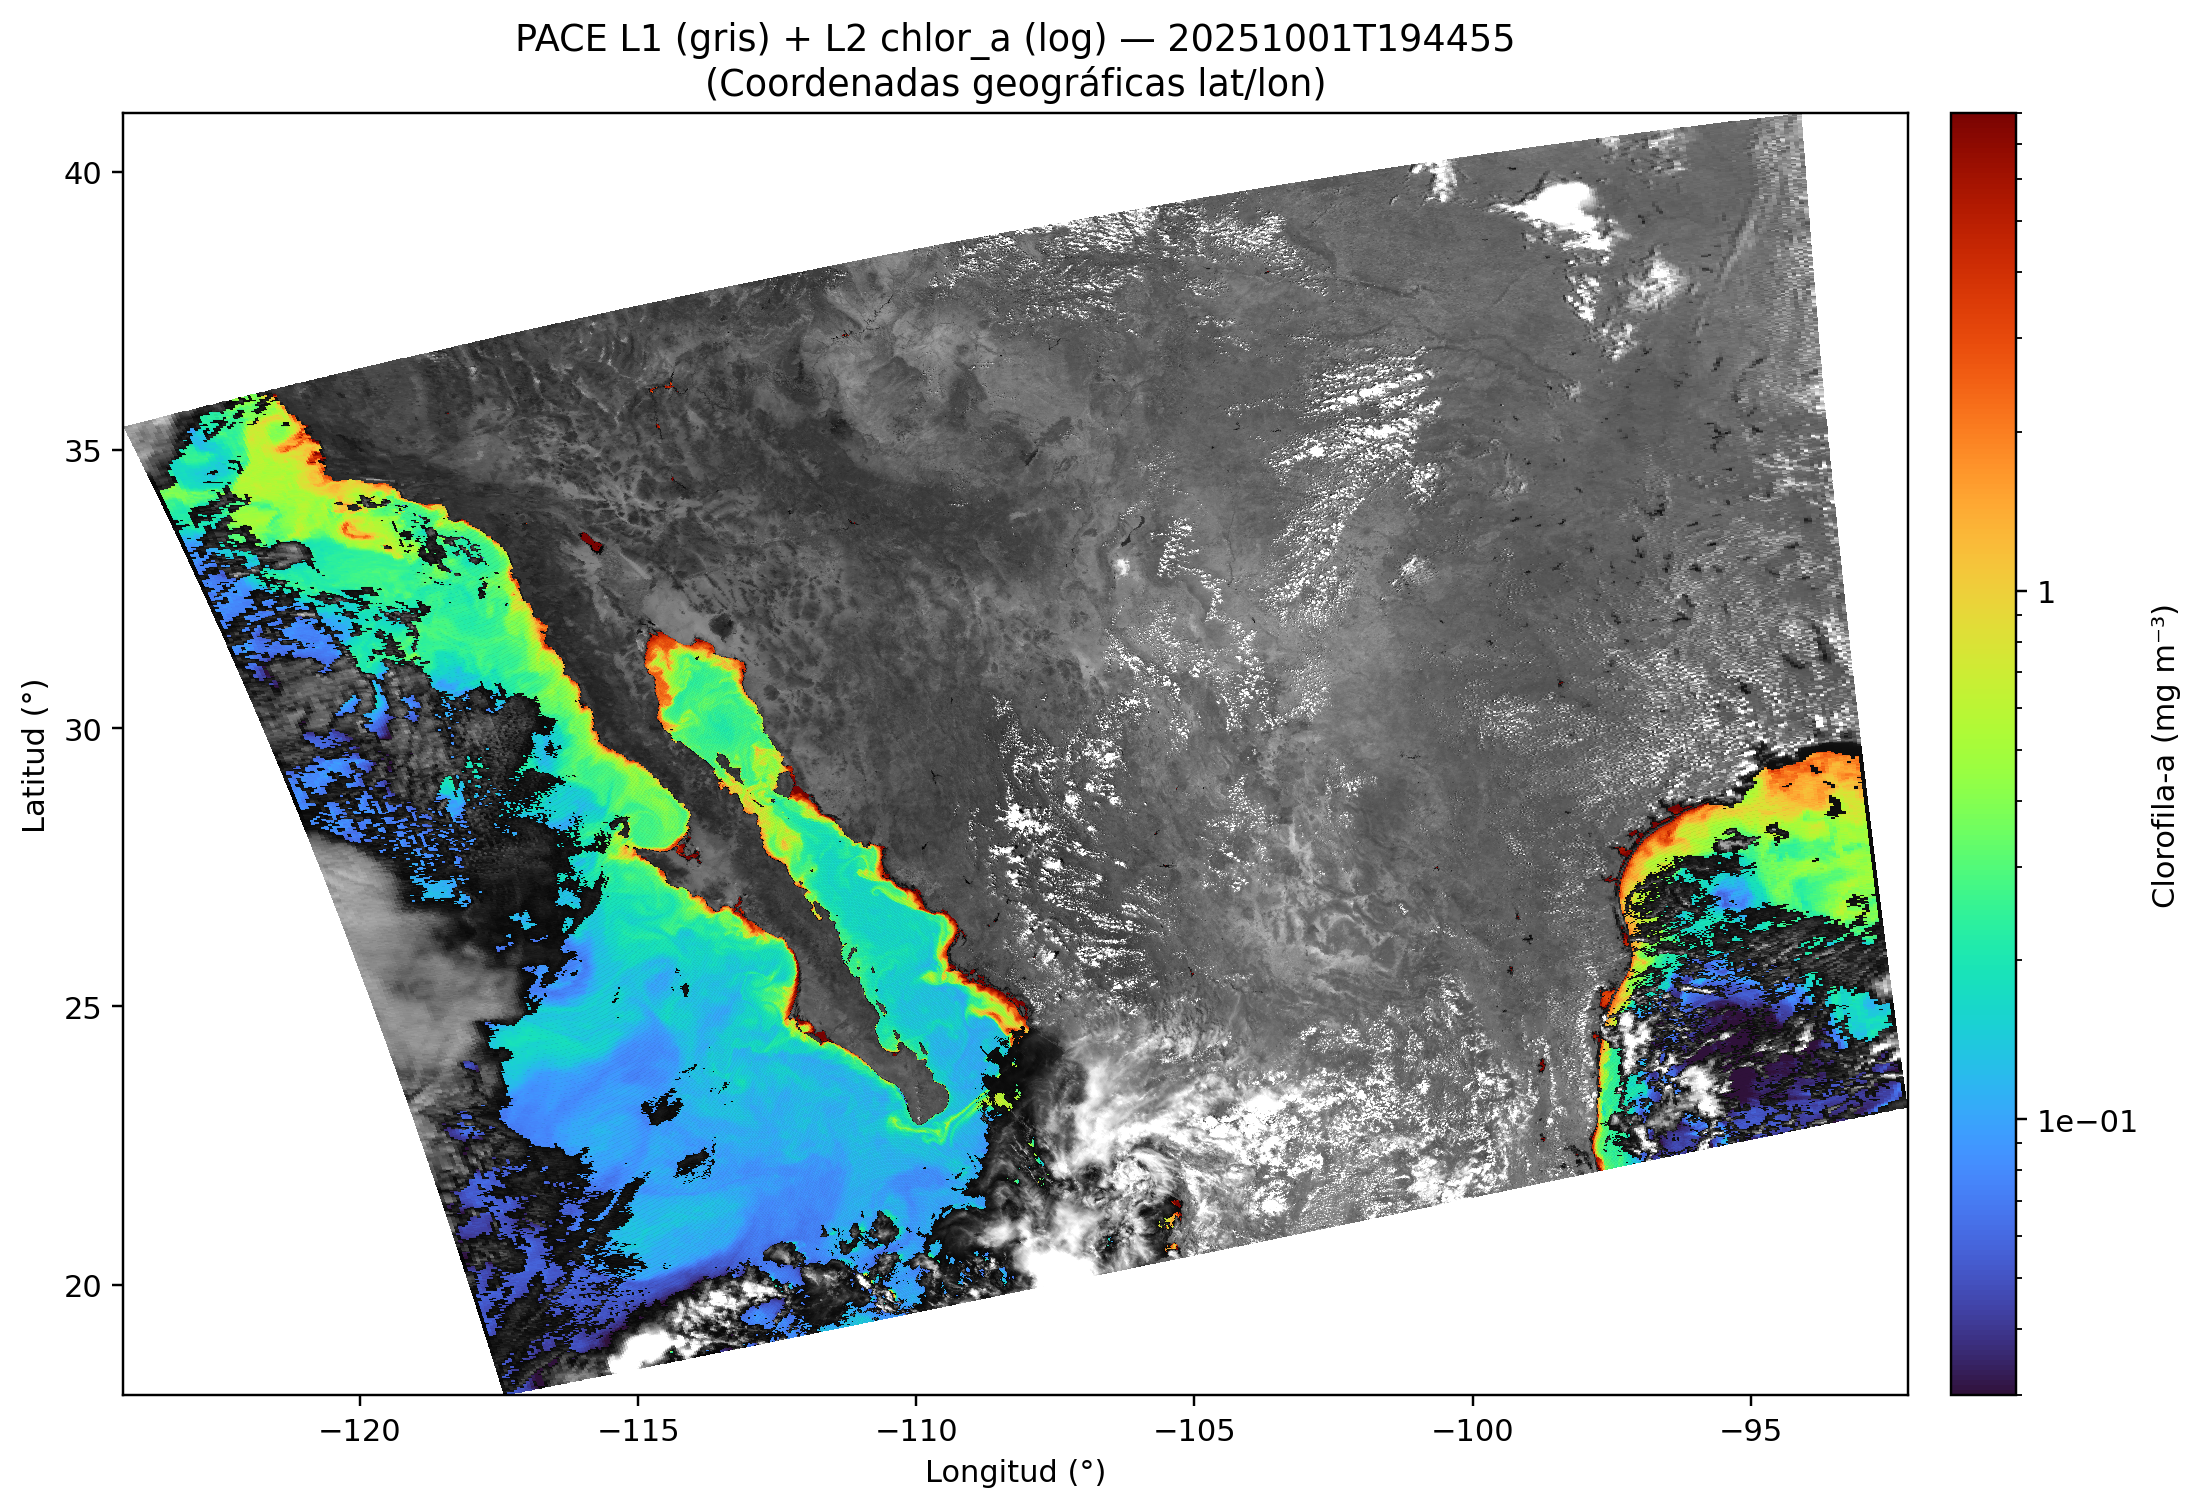 PACE L1 (gris) + L2 chlor_a (log) — 20251001T194455
(Coordenadas geográficas lat/lon)
40
35
30
25
20
Latitud (°)
−120
−115
−110
−105
−100
−95
Longitud (°)
1
1e−01
Clorofila-a (mg m⁻³)